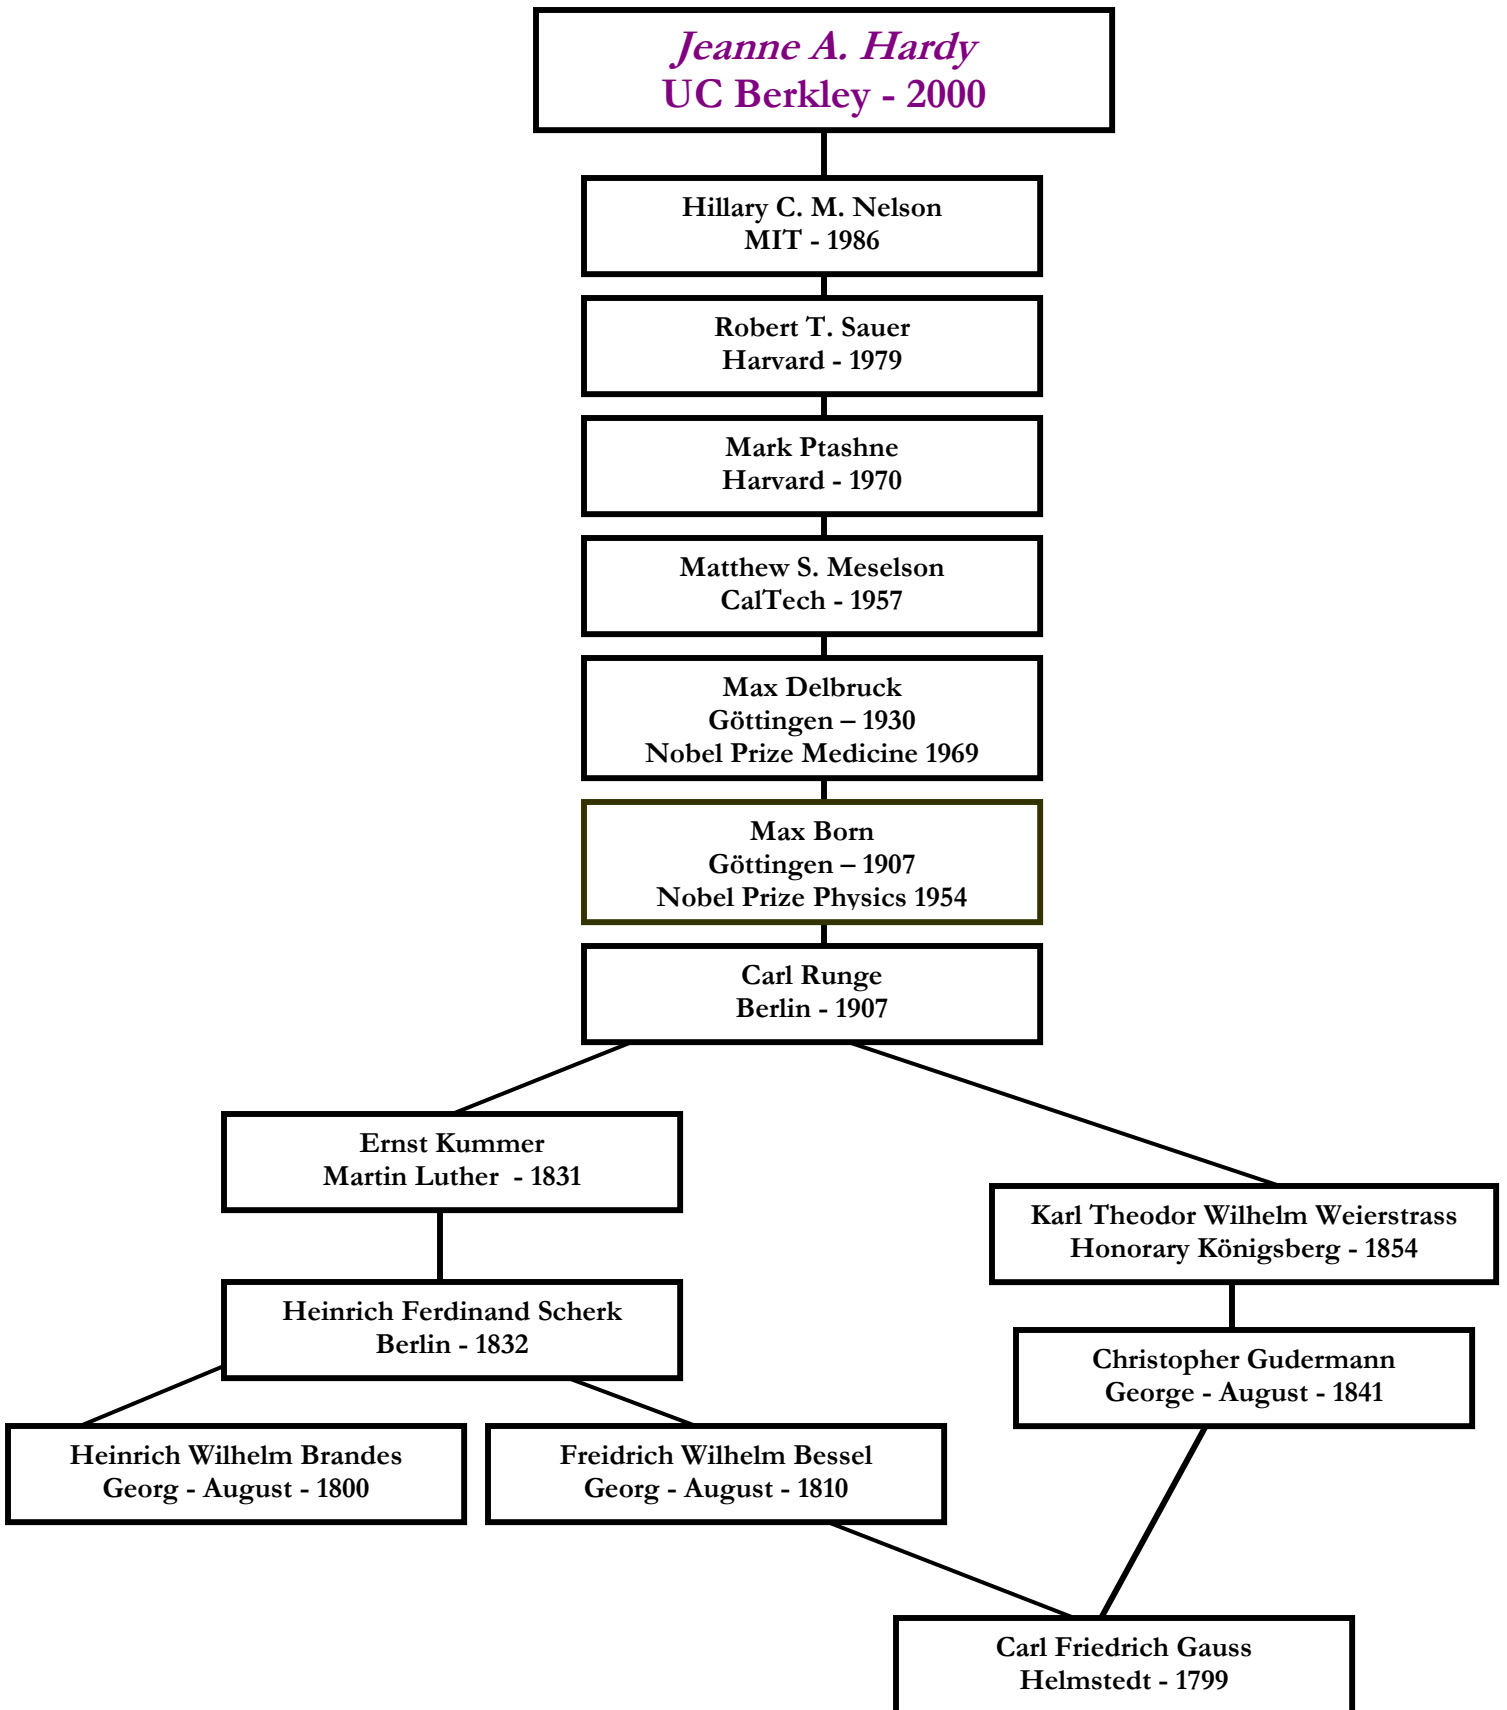 Jeanne A. Hardy
UC Berkley - 2000
Hillary C. M. Nelson
MIT - 1986
Robert T. Sauer
Harvard - 1979
Mark Ptashne
Harvard - 1970
Matthew S. Meselson
CalTech - 1957
Max Delbruck
Göttingen – 1930
Nobel Prize Medicine 1969
Max Born
Göttingen – 1907
Nobel Prize Physics 1954
Carl Runge
Berlin - 1907
Ernst Kummer
Martin Luther - 1831
Karl Theodor Wilhelm Weierstrass
Honorary Königsberg - 1854
Heinrich Ferdinand Scherk
Berlin - 1832
Christopher Gudermann
George - August - 1841
Heinrich Wilhelm Brandes
Georg - August - 1800
Freidrich Wilhelm Bessel
Georg - August - 1810
Carl Friedrich Gauss
Helmstedt - 1799